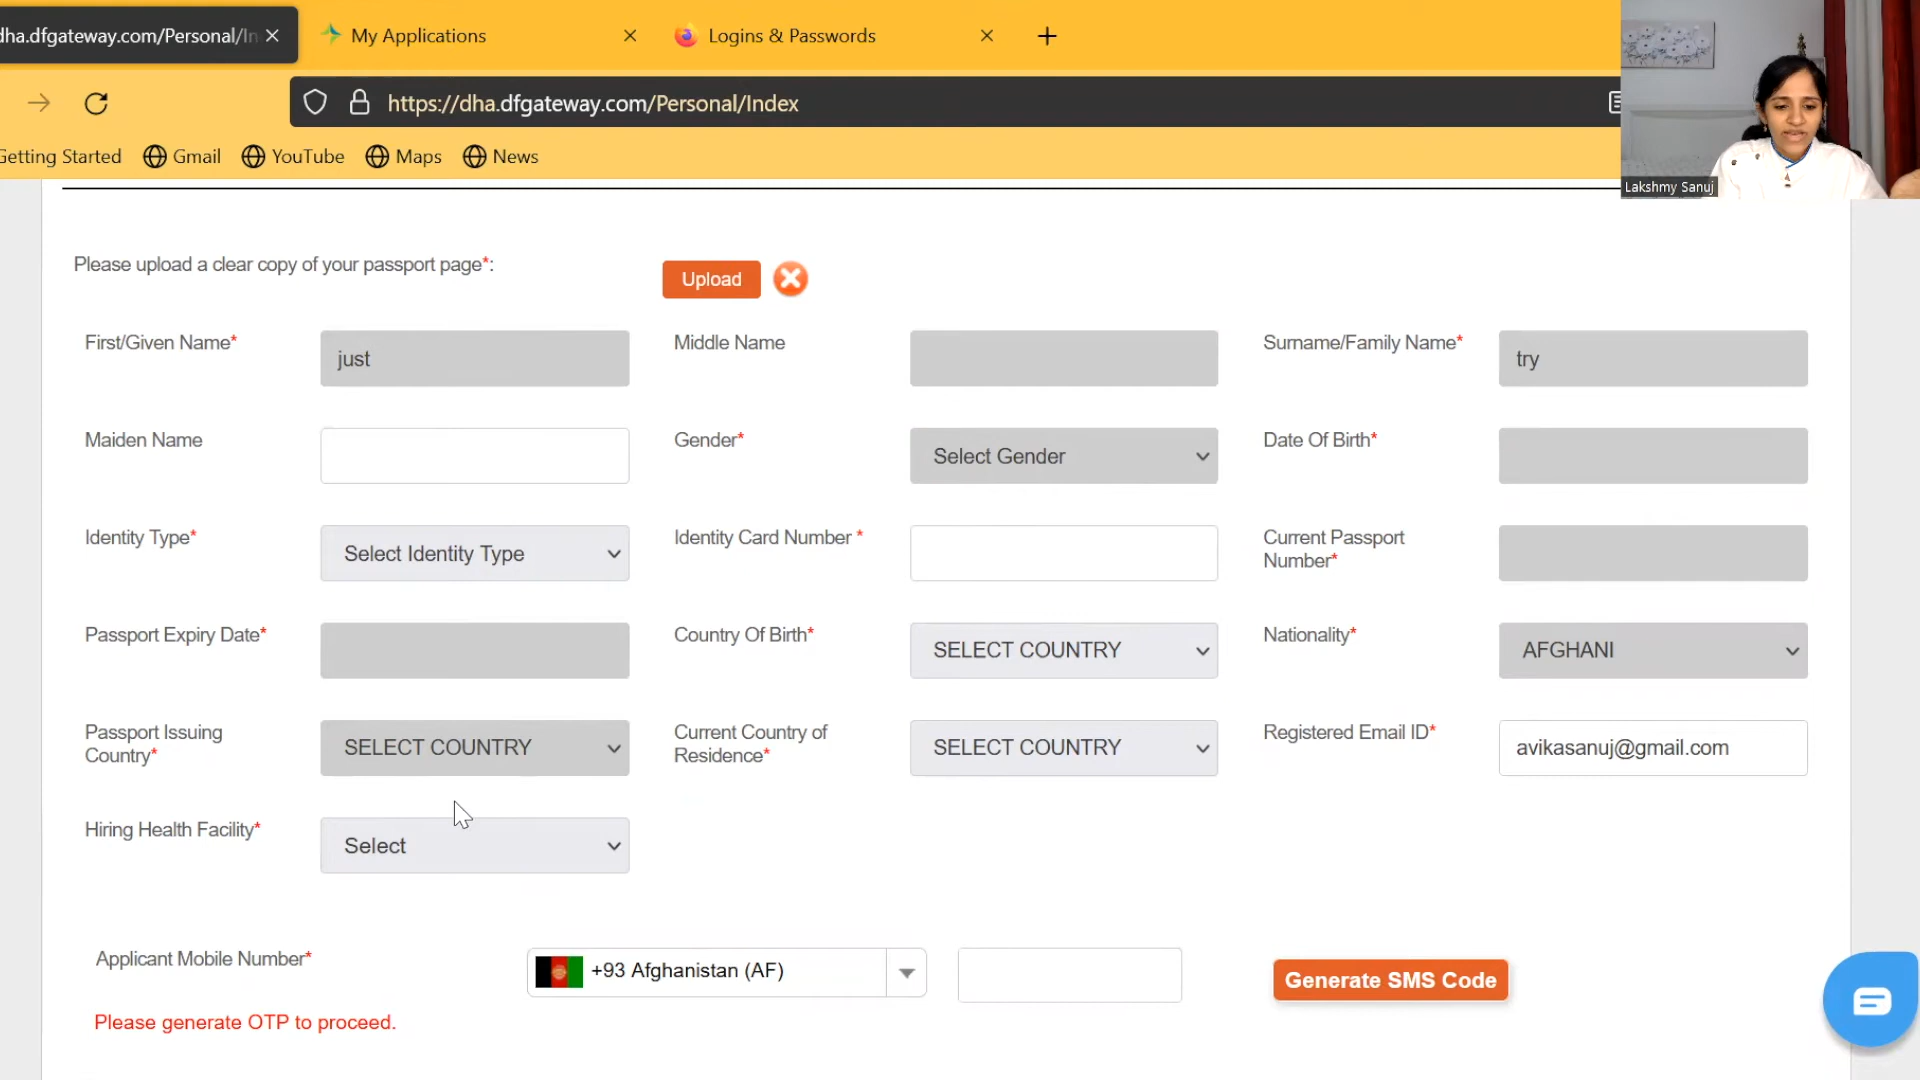 dha.dfgateway.com/Personal/In
My Applications
Logins & Passwords
https://dha.dfgateway.com/Personal/Index
Getting Started
Gmail
YouTube
Maps
News
Lakshmy Sanuj
Please upload a clear copy of your passport page*:
Upload
First/Given Name*
just
Middle Name
Surname/Family Name*
try
Maiden Name
Gender*
Select Gender
Date Of Birth*
Identity Type*
Select Identity Type
Identity Card Number *
Current Passport
Number*
Passport Expiry Date*
Country Of Birth*
SELECT COUNTRY
Nationality*
AFGHANI
Passport Issuing
Country*
SELECT COUNTRY
Current Country of
Residence*
SELECT COUNTRY
Registered Email ID*
avikasanuj@gmail.com
Hiring Health Facility*
Select
Applicant Mobile Number*
+93 Afghanistan (AF)
Generate SMS Code
Please generate OTP to proceed.